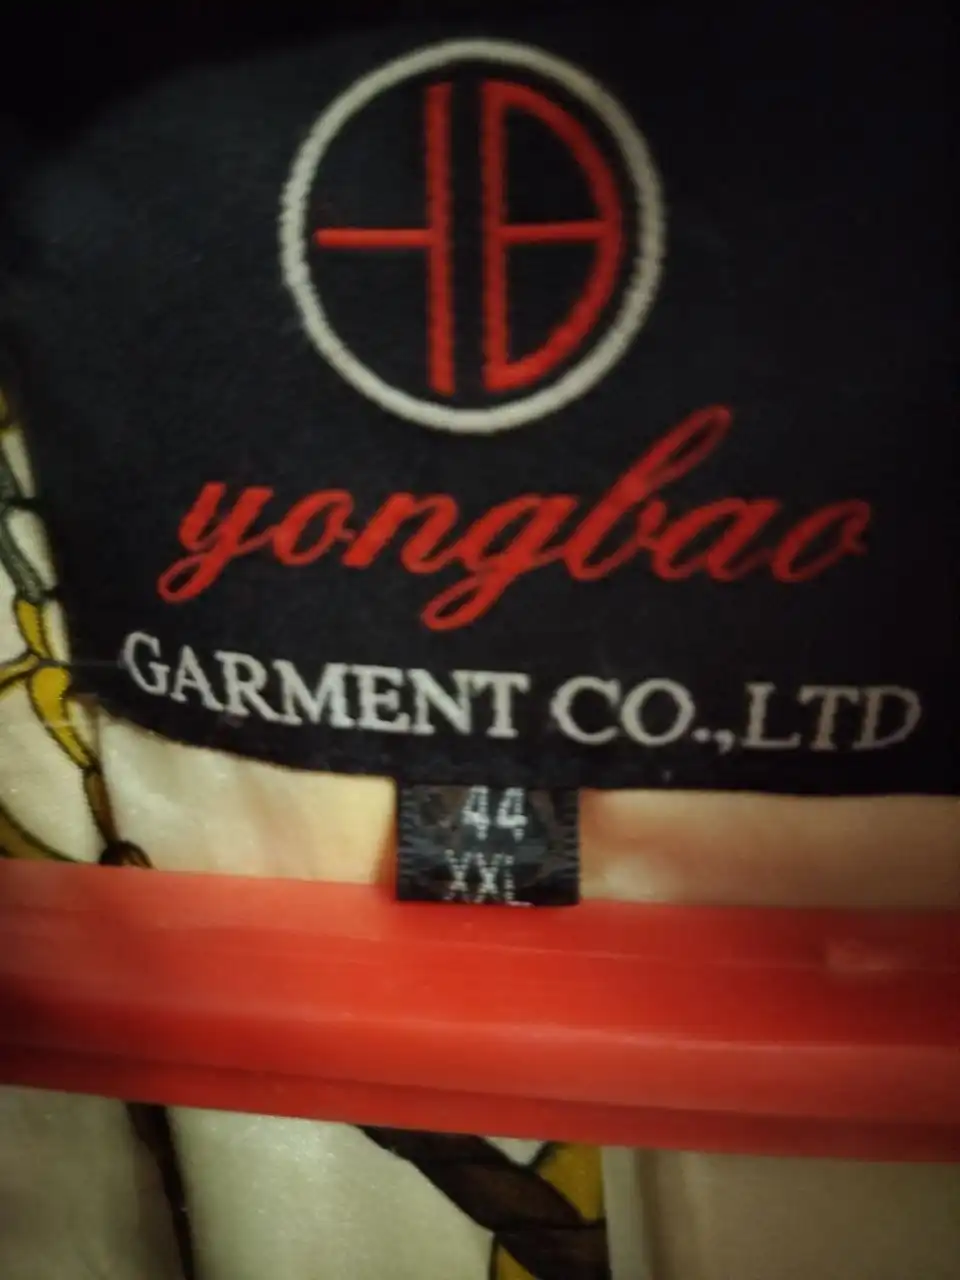 yongbao
GARMENT CO.,LTD
44
XXL